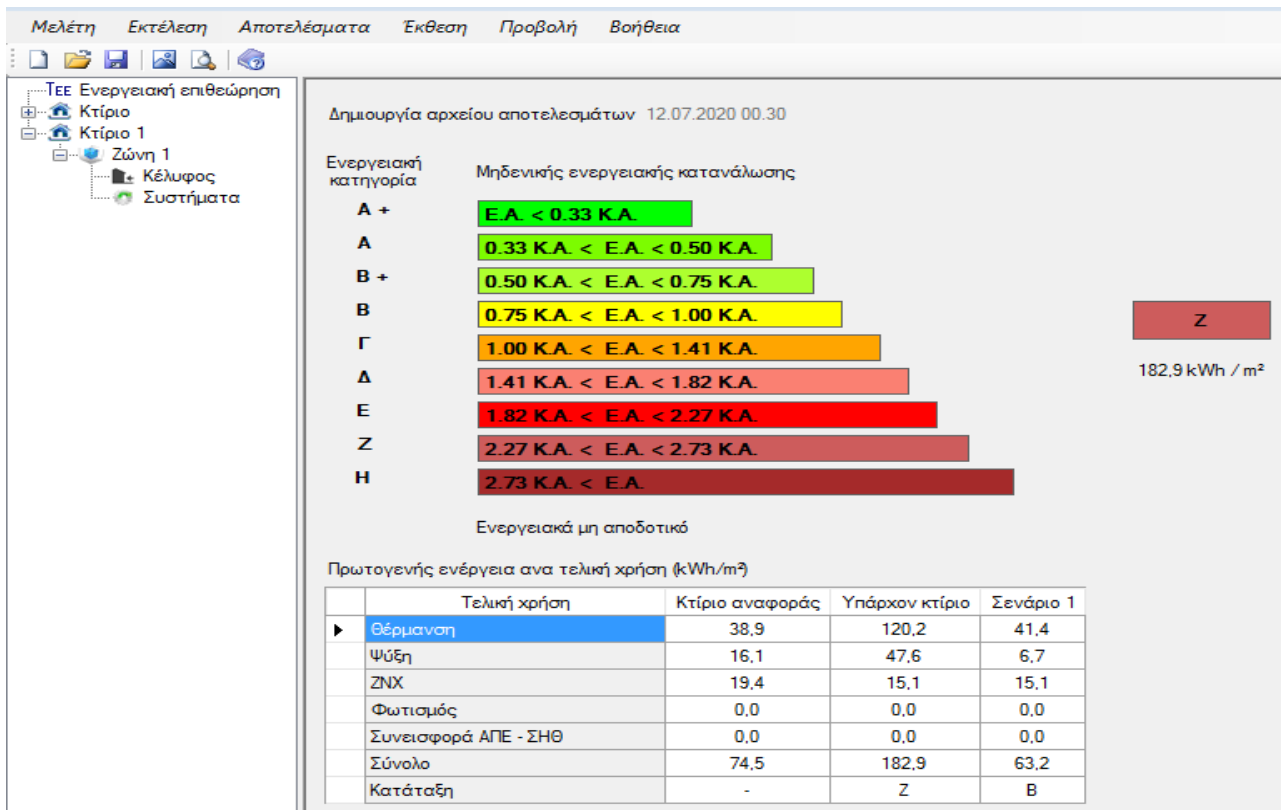 Μελέτη Εκτέλεση Αποτελέσματα Έκθεση Προβολή Βοήθεια
ΤΕΕ Ενεργειακή επιθεώρηση
Κτίριο
Κτίριο 1
Ζώνη 1
Κέλυφος
Συστήματα
Δημιουργία αρχείου αποτελεσμάτων 12.07.2020 00.30
Ενεργειακή
κατηγορία
Μηδενικής ενεργειακής κατανάλωσης
Α + Ε.Α. < 0.33 Κ.Α.
Α 0.33 Κ.Α. < Ε.Α. < 0.50 Κ.Α.
Β + 0.50 Κ.Α. < Ε.Α. < 0.75 Κ.Α.
Β 0.75 Κ.Α. < Ε.Α. < 1.00 Κ.Α.
Γ 1.00 Κ.Α. < Ε.Α. < 1.41 Κ.Α.
Δ 1.41 Κ.Α. < Ε.Α. < 1.82 Κ.Α.
Ε 1.82 Κ.Α. < Ε.Α. < 2.27 Κ.Α.
Ζ 2.27 Κ.Α. < Ε.Α. < 2.73 Κ.Α.
Η 2.73 Κ.Α. < Ε.Α.
Ζ
182,9 kWh / m²
Ενεργειακά μη αποδοτικό
Πρωτογενής ενέργεια ανα τελική χρήση (kWh/m²)
Τελική χρήση Κτίριο αναφοράς Υπάρχον κτίριο Σενάριο 1
Θέρμανση 38,9 120,2 41,4
Ψύξη 16,1 47,6 6,7
ΖΝΧ 19,4 15,1 15,1
Φωτισμός 0,0 0,0 0,0
Συνεισφορά ΑΠΕ - ΣΗΘ 0,0 0,0 0,0
Σύνολο 74,5 182,9 63,2
Κατάταξη - Ζ Β